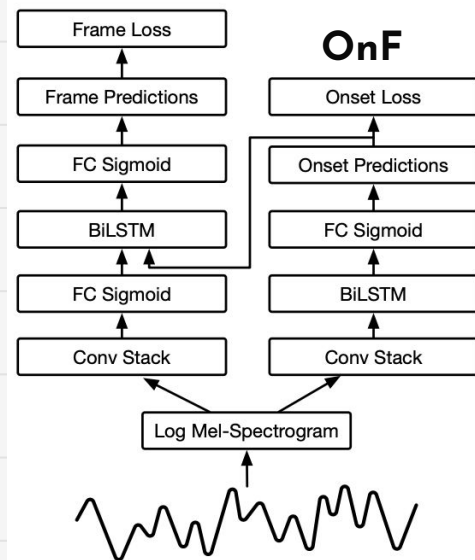 OnF
Frame Loss
Frame Predictions
FC Sigmoid
BiLSTM
FC Sigmoid
Conv Stack
Onset Loss
Onset Predictions
FC Sigmoid
BiLSTM
Conv Stack
Log Mel-Spectrogram